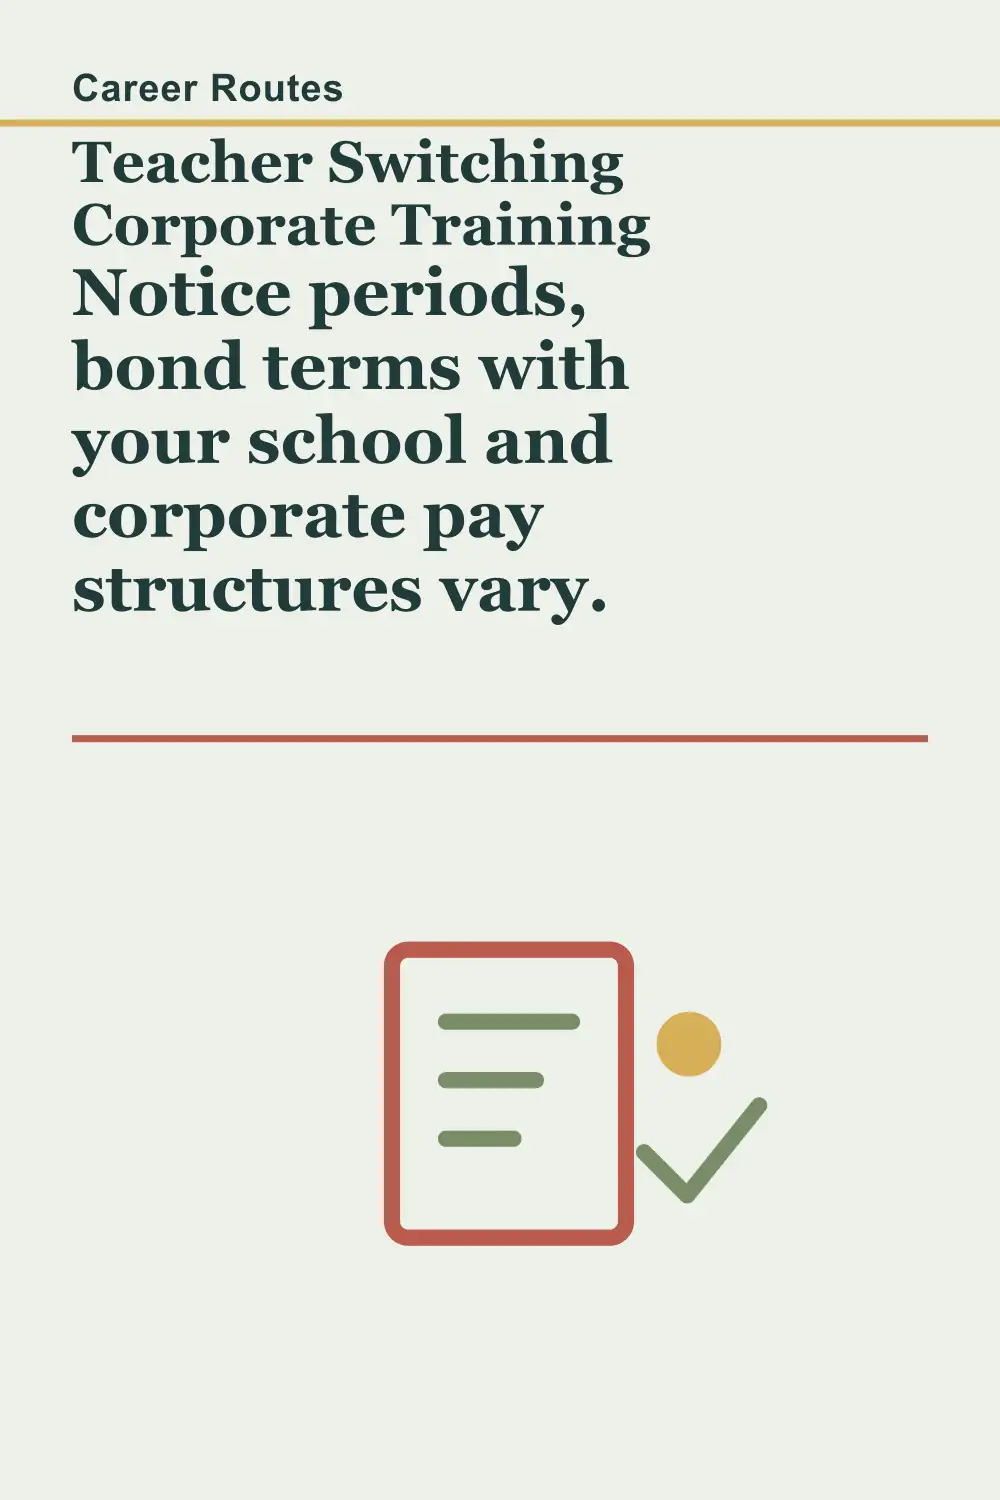 Career Routes
Teacher Switching
Corporate Training
Notice periods,
bond terms with
your school and
corporate pay
structures vary.